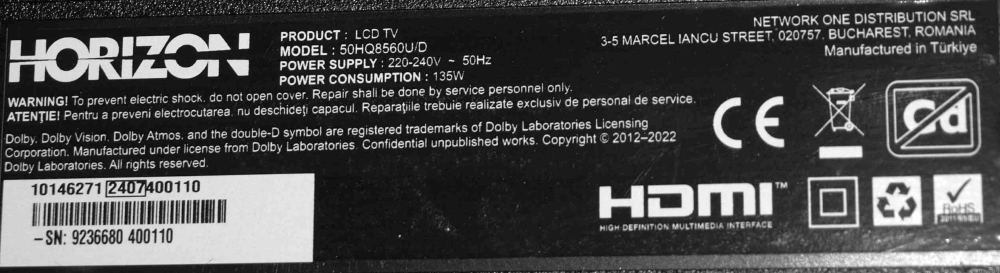 HORIZON
PRODUCT : LCD TV
MODEL : 50HQ8560U/D
POWER SUPPLY : 220-240V ~ 50Hz
POWER CONSUMPTION : 135W
NETWORK ONE DISTRIBUTION SRL
3-5 MARCEL IANCU STREET, 020757, BUCHAREST, ROMANIA
Manufactured in Türkiye
WARNING! To prevent electric shock, do not open cover. Repair shall be done by service personnel only.
ATENȚIE! Pentru a preveni electrocutarea, nu deschideți capacul. Reparațiile trebuie realizate exclusiv de personal de service.
Dolby, Dolby Vision, Dolby Atmos, and the double-D symbol are registered trademarks of Dolby Laboratories Licensing
Corporation. Manufactured under license from Dolby Laboratories. Confidential unpublished works. Copyright © 2012–2022
Dolby Laboratories. All rights reserved.
CE
Cd
10146271 2407400110
–SN: 9236680 400110
HDMI™
HIGH DEFINITION MULTIMEDIA INTERFACE
RoHS
2011/65/EU